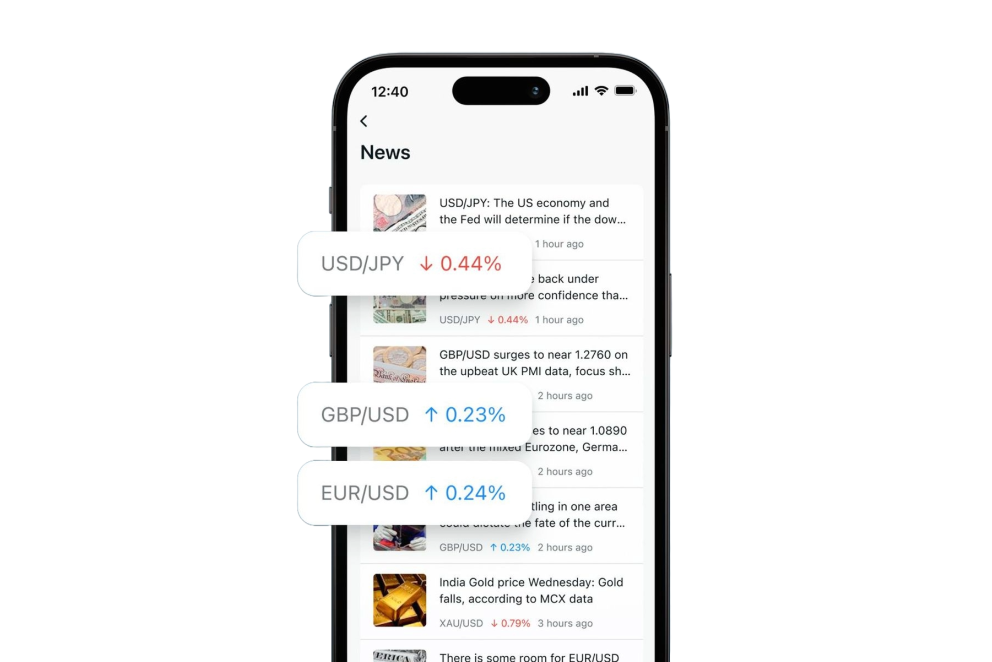 12:40
News
USD/JPY: The US economy and
the Fed will determine if the dow...
1 hour ago
USD/JPY ↓ 0.44%
back under
pressure on more confidence tha...
USD/JPY ↓ 0.44% 1 hour ago
GBP/USD surges to near 1.2760 on
the upbeat UK PMI data, focus sh...
2 hours ago
GBP/USD ↑ 0.23%
to near 1.0890
after the mixed Eurozone, Germa...
2 hours ago
EUR/USD ↑ 0.24%
in one area
could dictate the fate of the curr...
GBP/USD ↑ 0.23% 2 hours ago
India Gold price Wednesday: Gold
falls, according to MCX data
XAU/USD ↓ 0.79% 3 hours ago
There is some room for EUR/USD